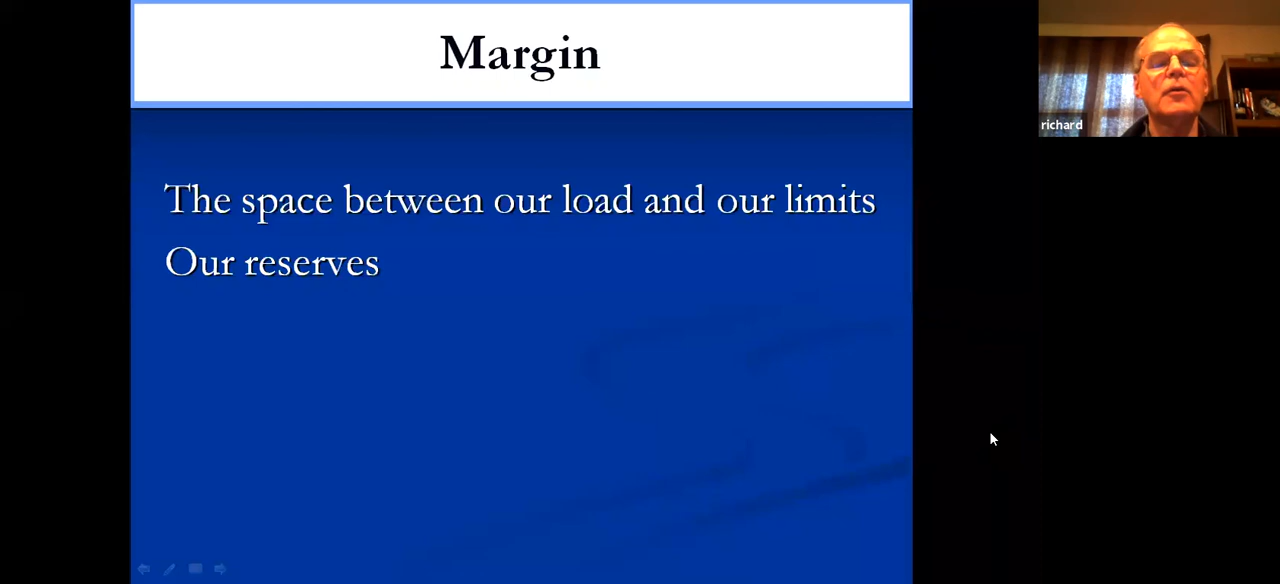 Margin
The space between our load and our limits
Our reserves
richard